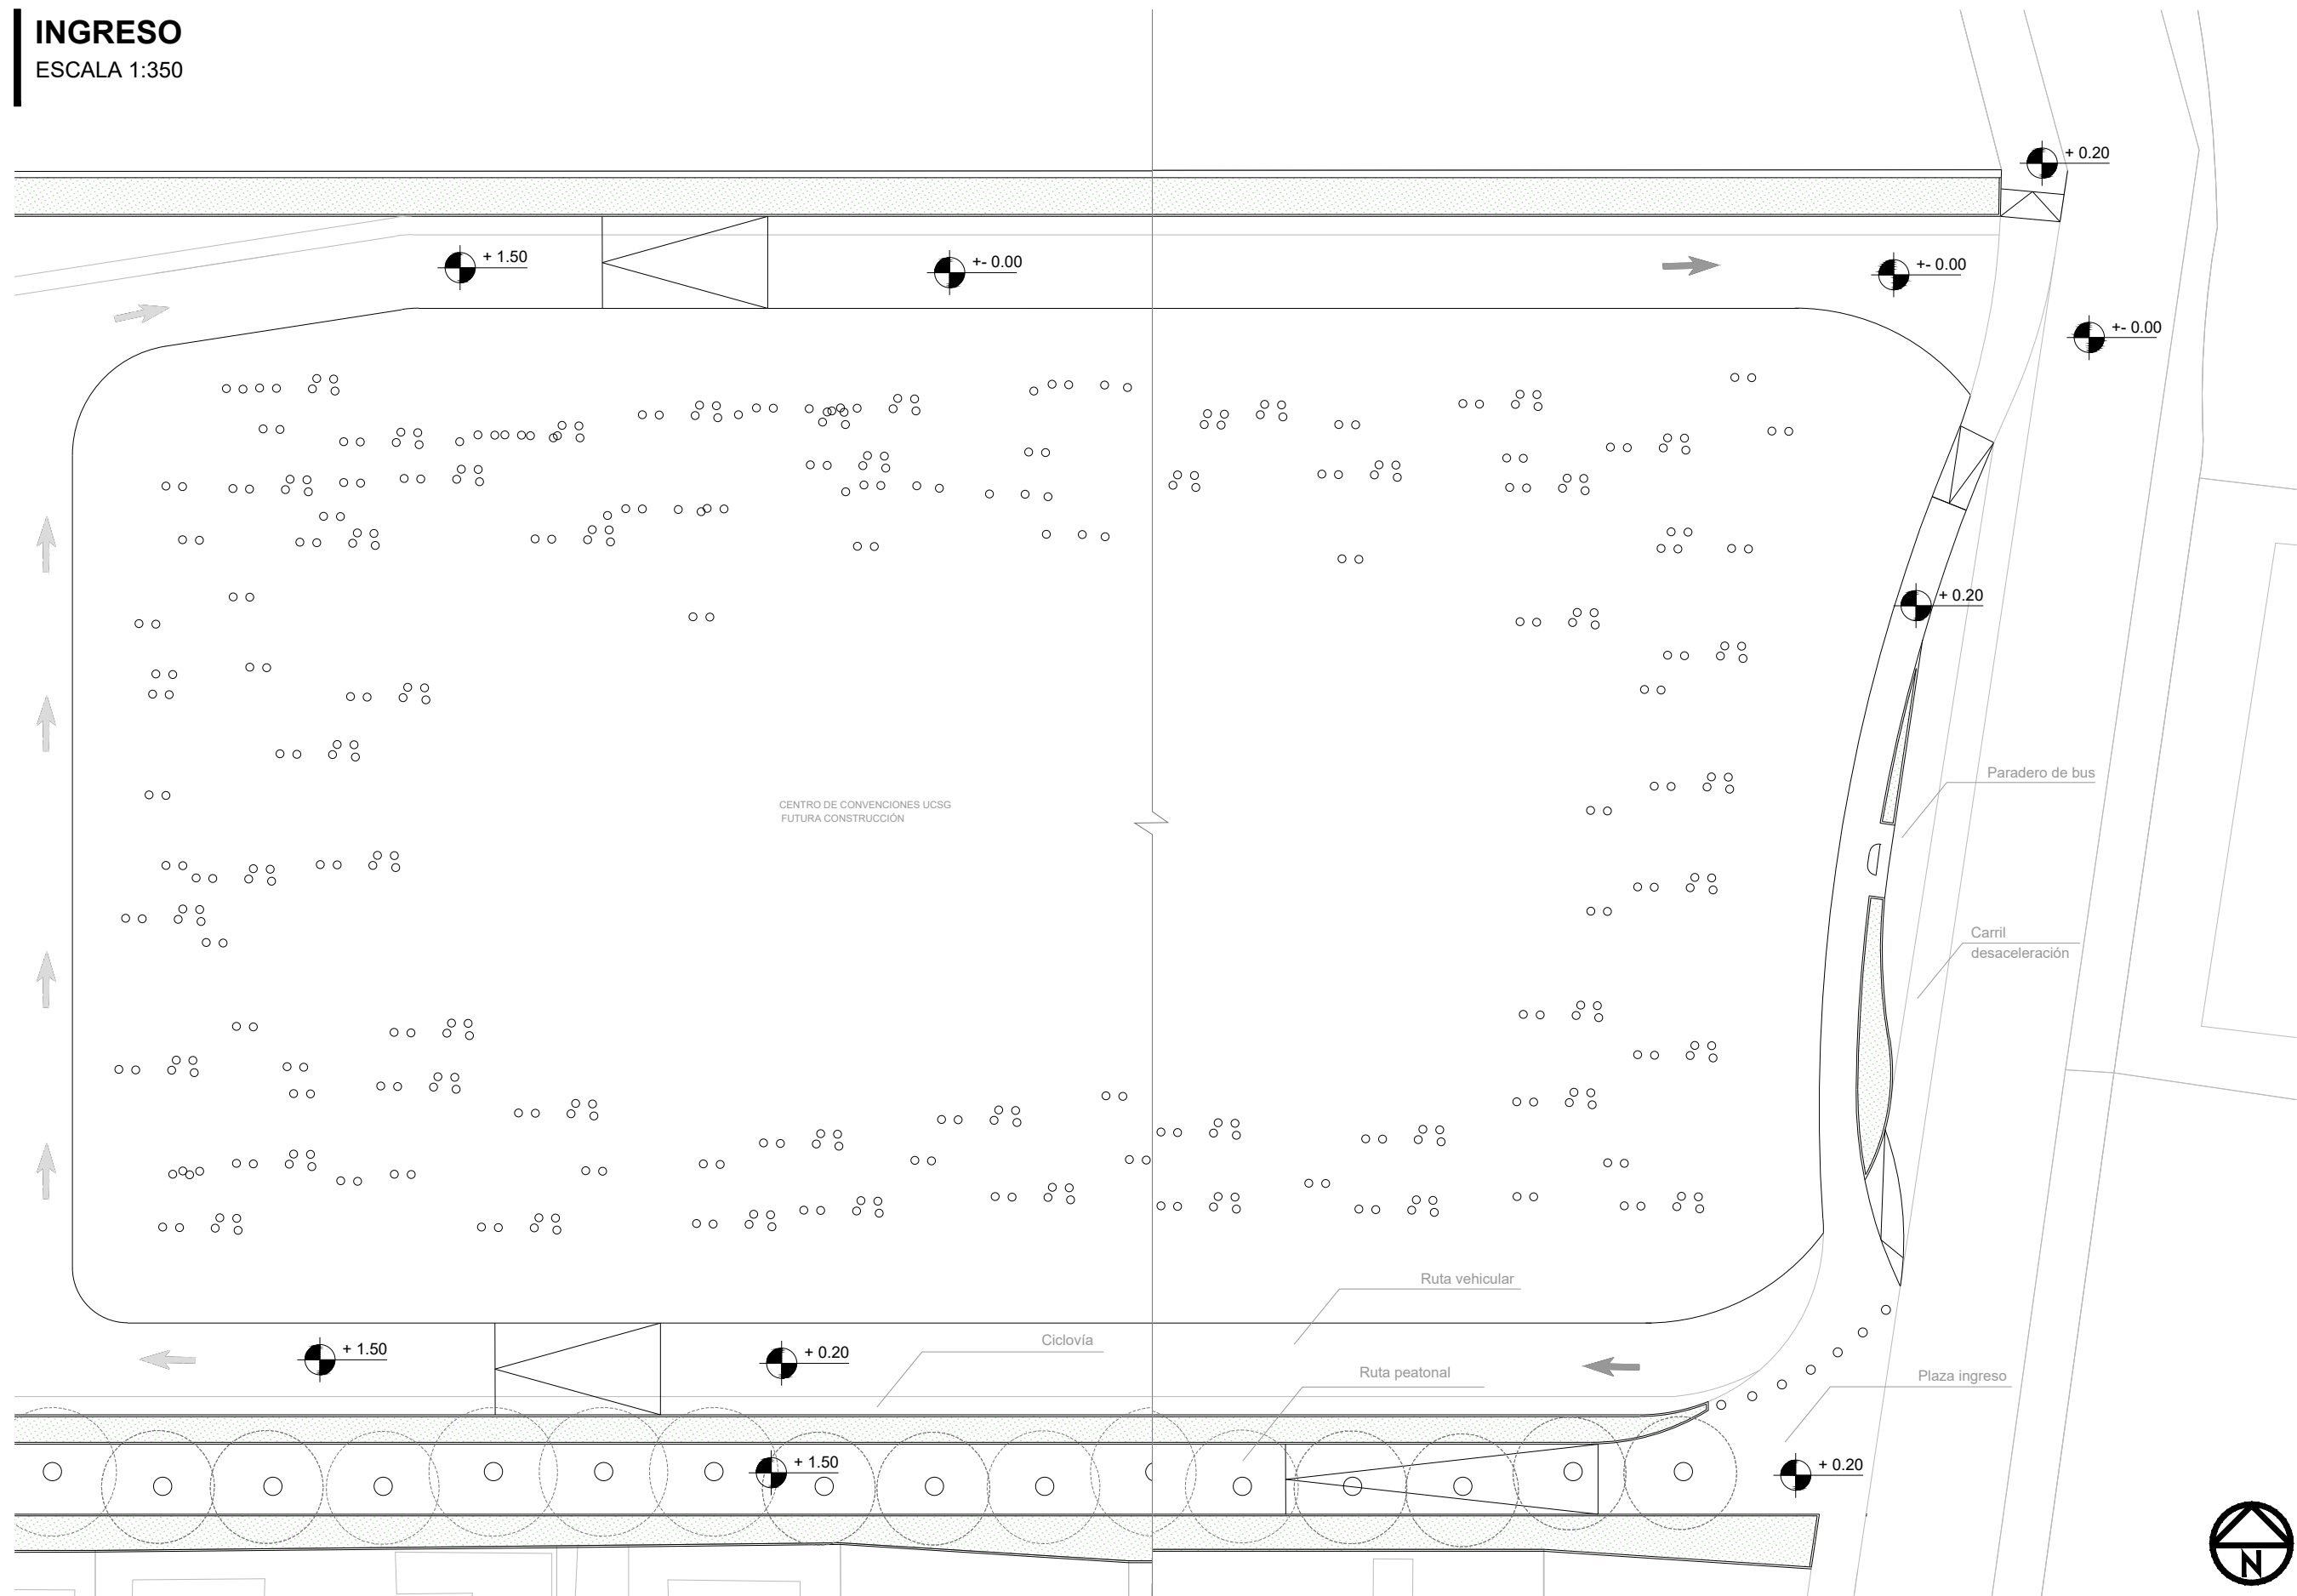 INGRESO
ESCALA 1:350
+ 0.20
+ 1.50
+- 0.00
+- 0.00
+- 0.00
+ 0.20
Paradero de bus
CENTRO DE CONVENCIONES UCSG
FUTURA CONSTRUCCIÓN
Carril
desaceleración
Ruta vehicular
Ciclovía
+ 1.50
+ 0.20
Ruta peatonal
Plaza ingreso
+ 1.50
+ 0.20
N